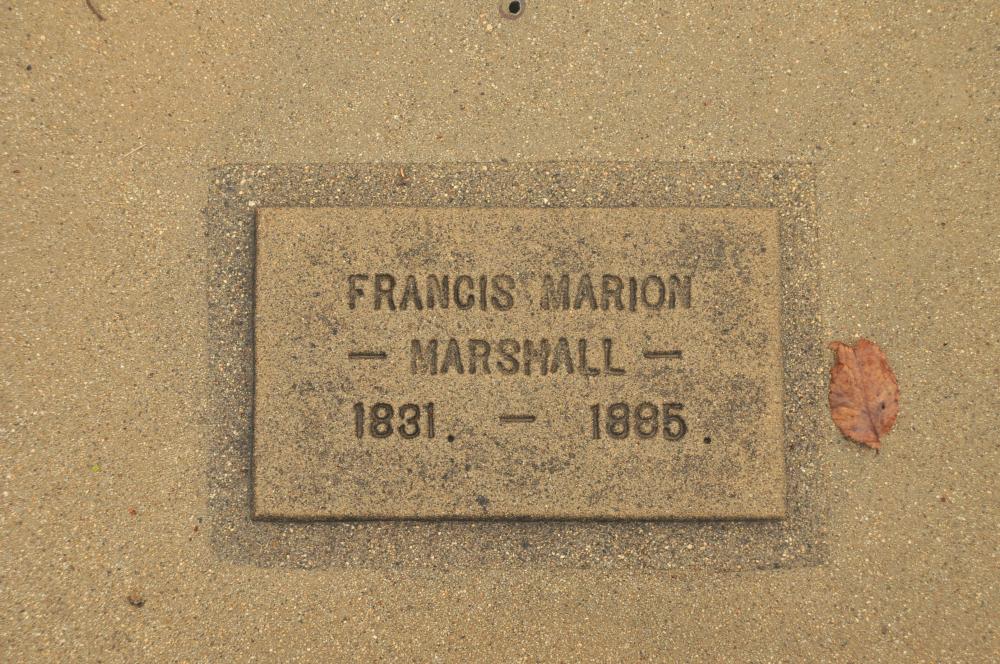 FRANCIS MARION
— MARSHALL —
1831. — 1885.